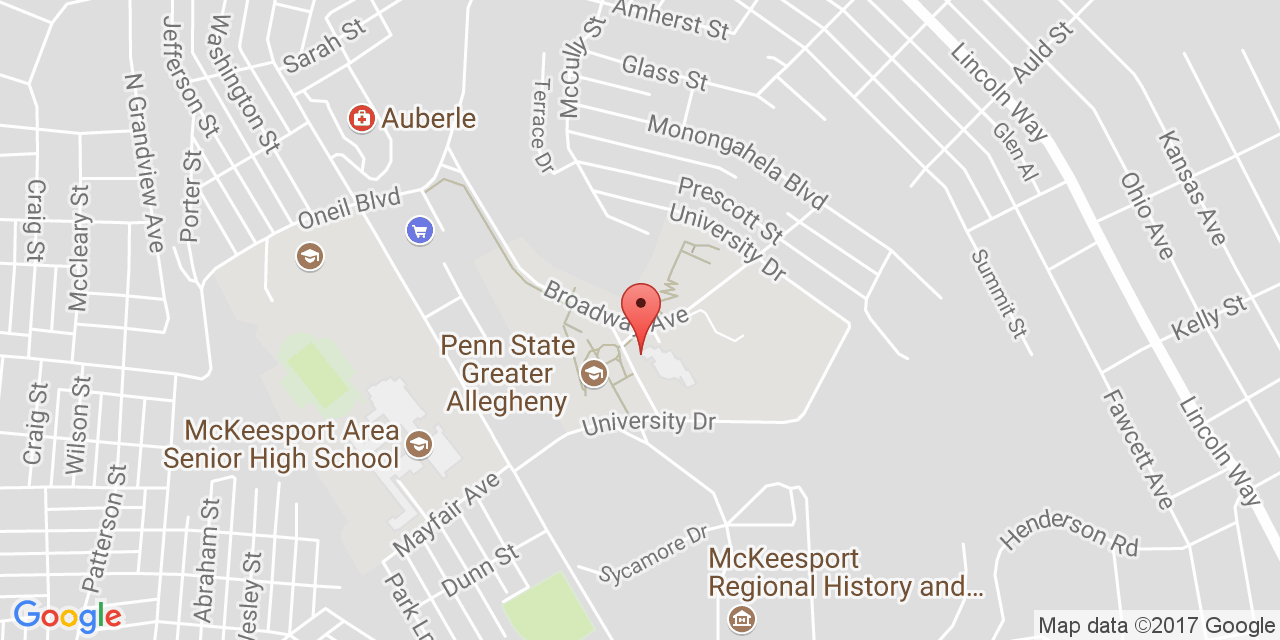 Amherst St
Sarah St
McCully St
Glass St
Lincoln Way
Auld St
Jefferson St
Washington St
N Grandview Ave
Terrace Dr
Auberle
Monongahela Blvd
Glen Al
Kansas Ave
Ohio Ave
Craig St
McCleary St
Porter St
Oneil Blvd
Prescott St
University Dr
Summit St
Broadway Ave
Kelly St
Penn State
Greater
Allegheny
University Dr
McKeesport Area
Senior High School
Craig St
Wilson St
Patterson St
Abraham St
Wesley St
Mayfair Ave
Dunn St
Park Ln
Sycamore Dr
Fawcett Ave
Lincoln Way
Henderson Rd
McKeesport
Regional History and...
Google
Map data ©2017 Google